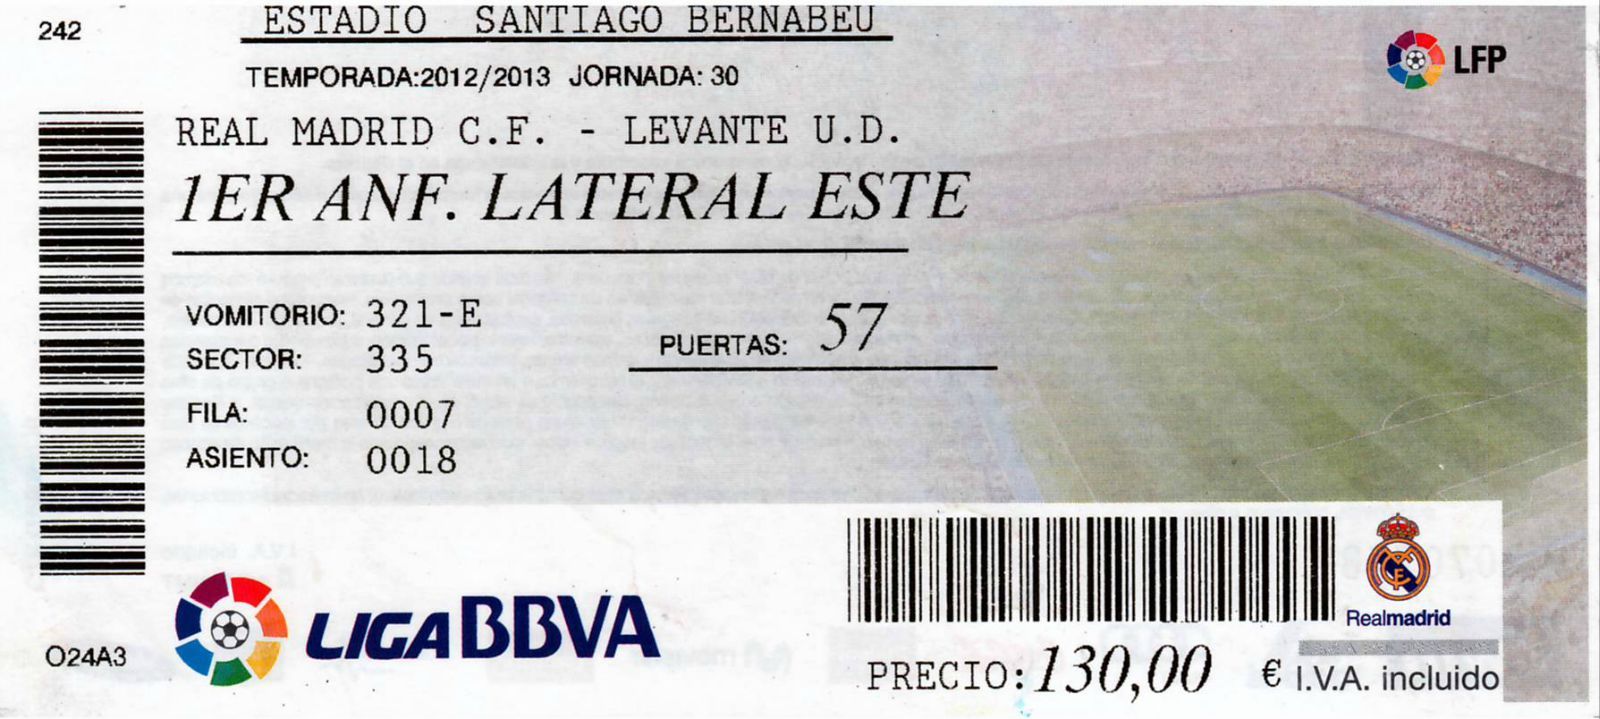 242
ESTADIO SANTIAGO BERNABEU
TEMPORADA:2012/2013 JORNADA: 30
LFP
REAL MADRID C.F. - LEVANTE U.D.
1ER ANF. LATERAL ESTE
VOMITORIO: 321-E
SECTOR: 335
PUERTAS: 57
FILA: 0007
ASIENTO: 0018
LIGA BBVA
Realmadrid
O24A3
PRECIO:130,00 € I.V.A. incluido